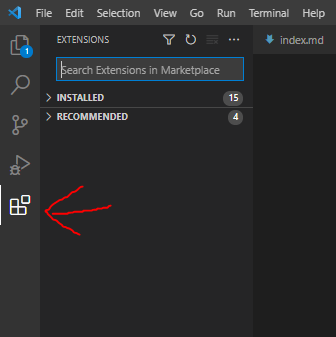 File Edit Selection View Go Run Terminal Help
EXTENSIONS
index.md
1
Search Extensions in Marketplace
INSTALLED 15
RECOMMENDED 4